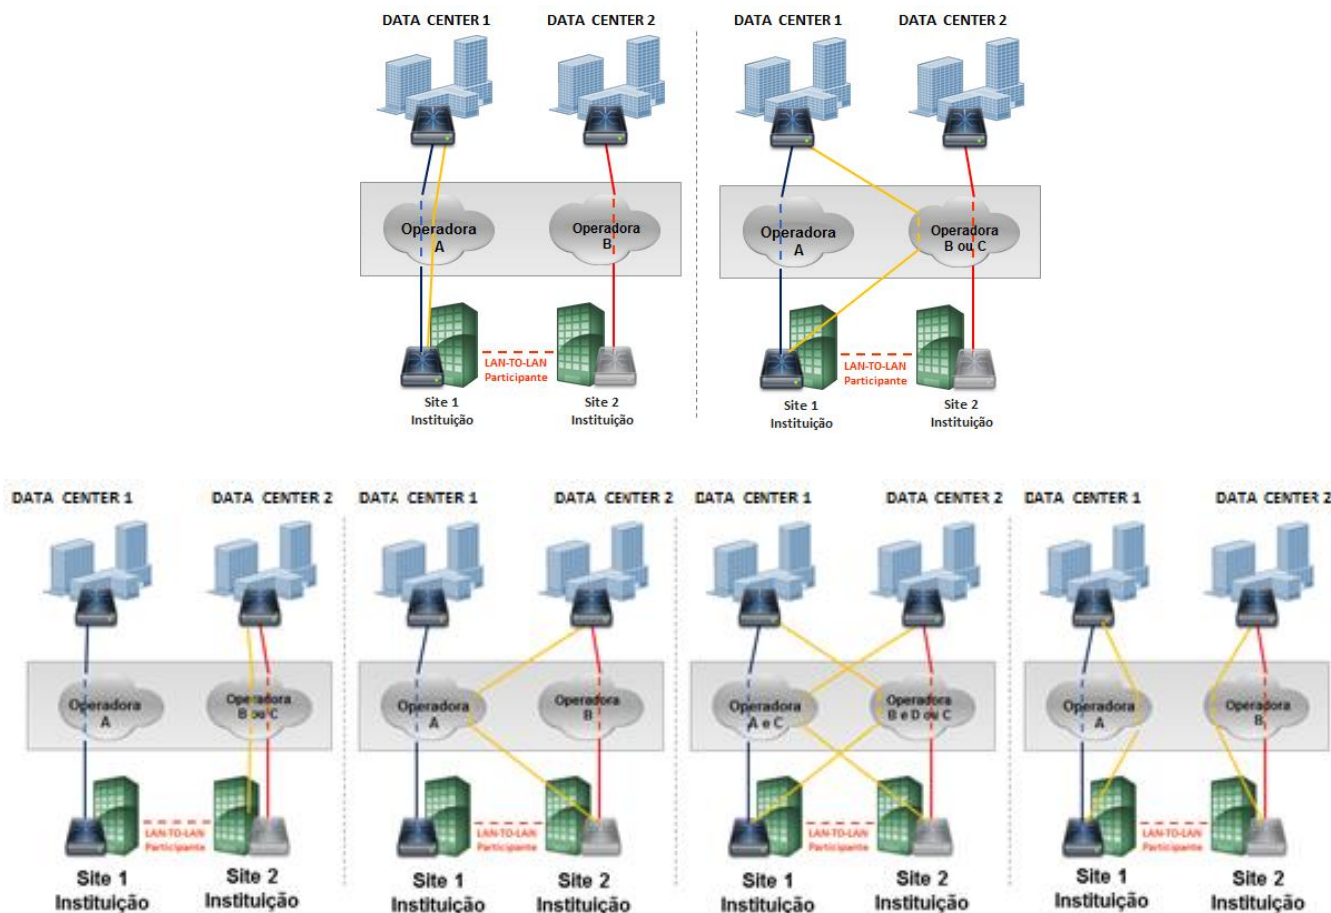 DATA CENTER 1
DATA CENTER 2
Operadora
A
Operadora
B
LAN-TO-LAN
Participante
Site 1
Instituição
Site 2
Instituição
DATA CENTER 1
DATA CENTER 2
Operadora
A
Operadora
B ou C
LAN-TO-LAN
Participante
Site 1
Instituição
Site 2
Instituição
DATA CENTER 1
DATA CENTER 2
Operadora
A
Operadora
B ou C
LAN-TO-LAN
Participante
Site 1
Instituição
Site 2
Instituição
DATA CENTER 1
DATA CENTER 2
Operadora
A
Operadora
B
LAN-TO-LAN
Participante
Site 1
Instituição
Site 2
Instituição
DATA CENTER 1
DATA CENTER 2
Operadora
A e C
Operadora
B e D ou C
LAN-TO-LAN
Participante
Site 1
Instituição
Site 2
Instituição
DATA CENTER 1
DATA CENTER 2
Operadora
A
Operadora
B
LAN-TO-LAN
Participante
Site 1
Instituição
Site 2
Instituição